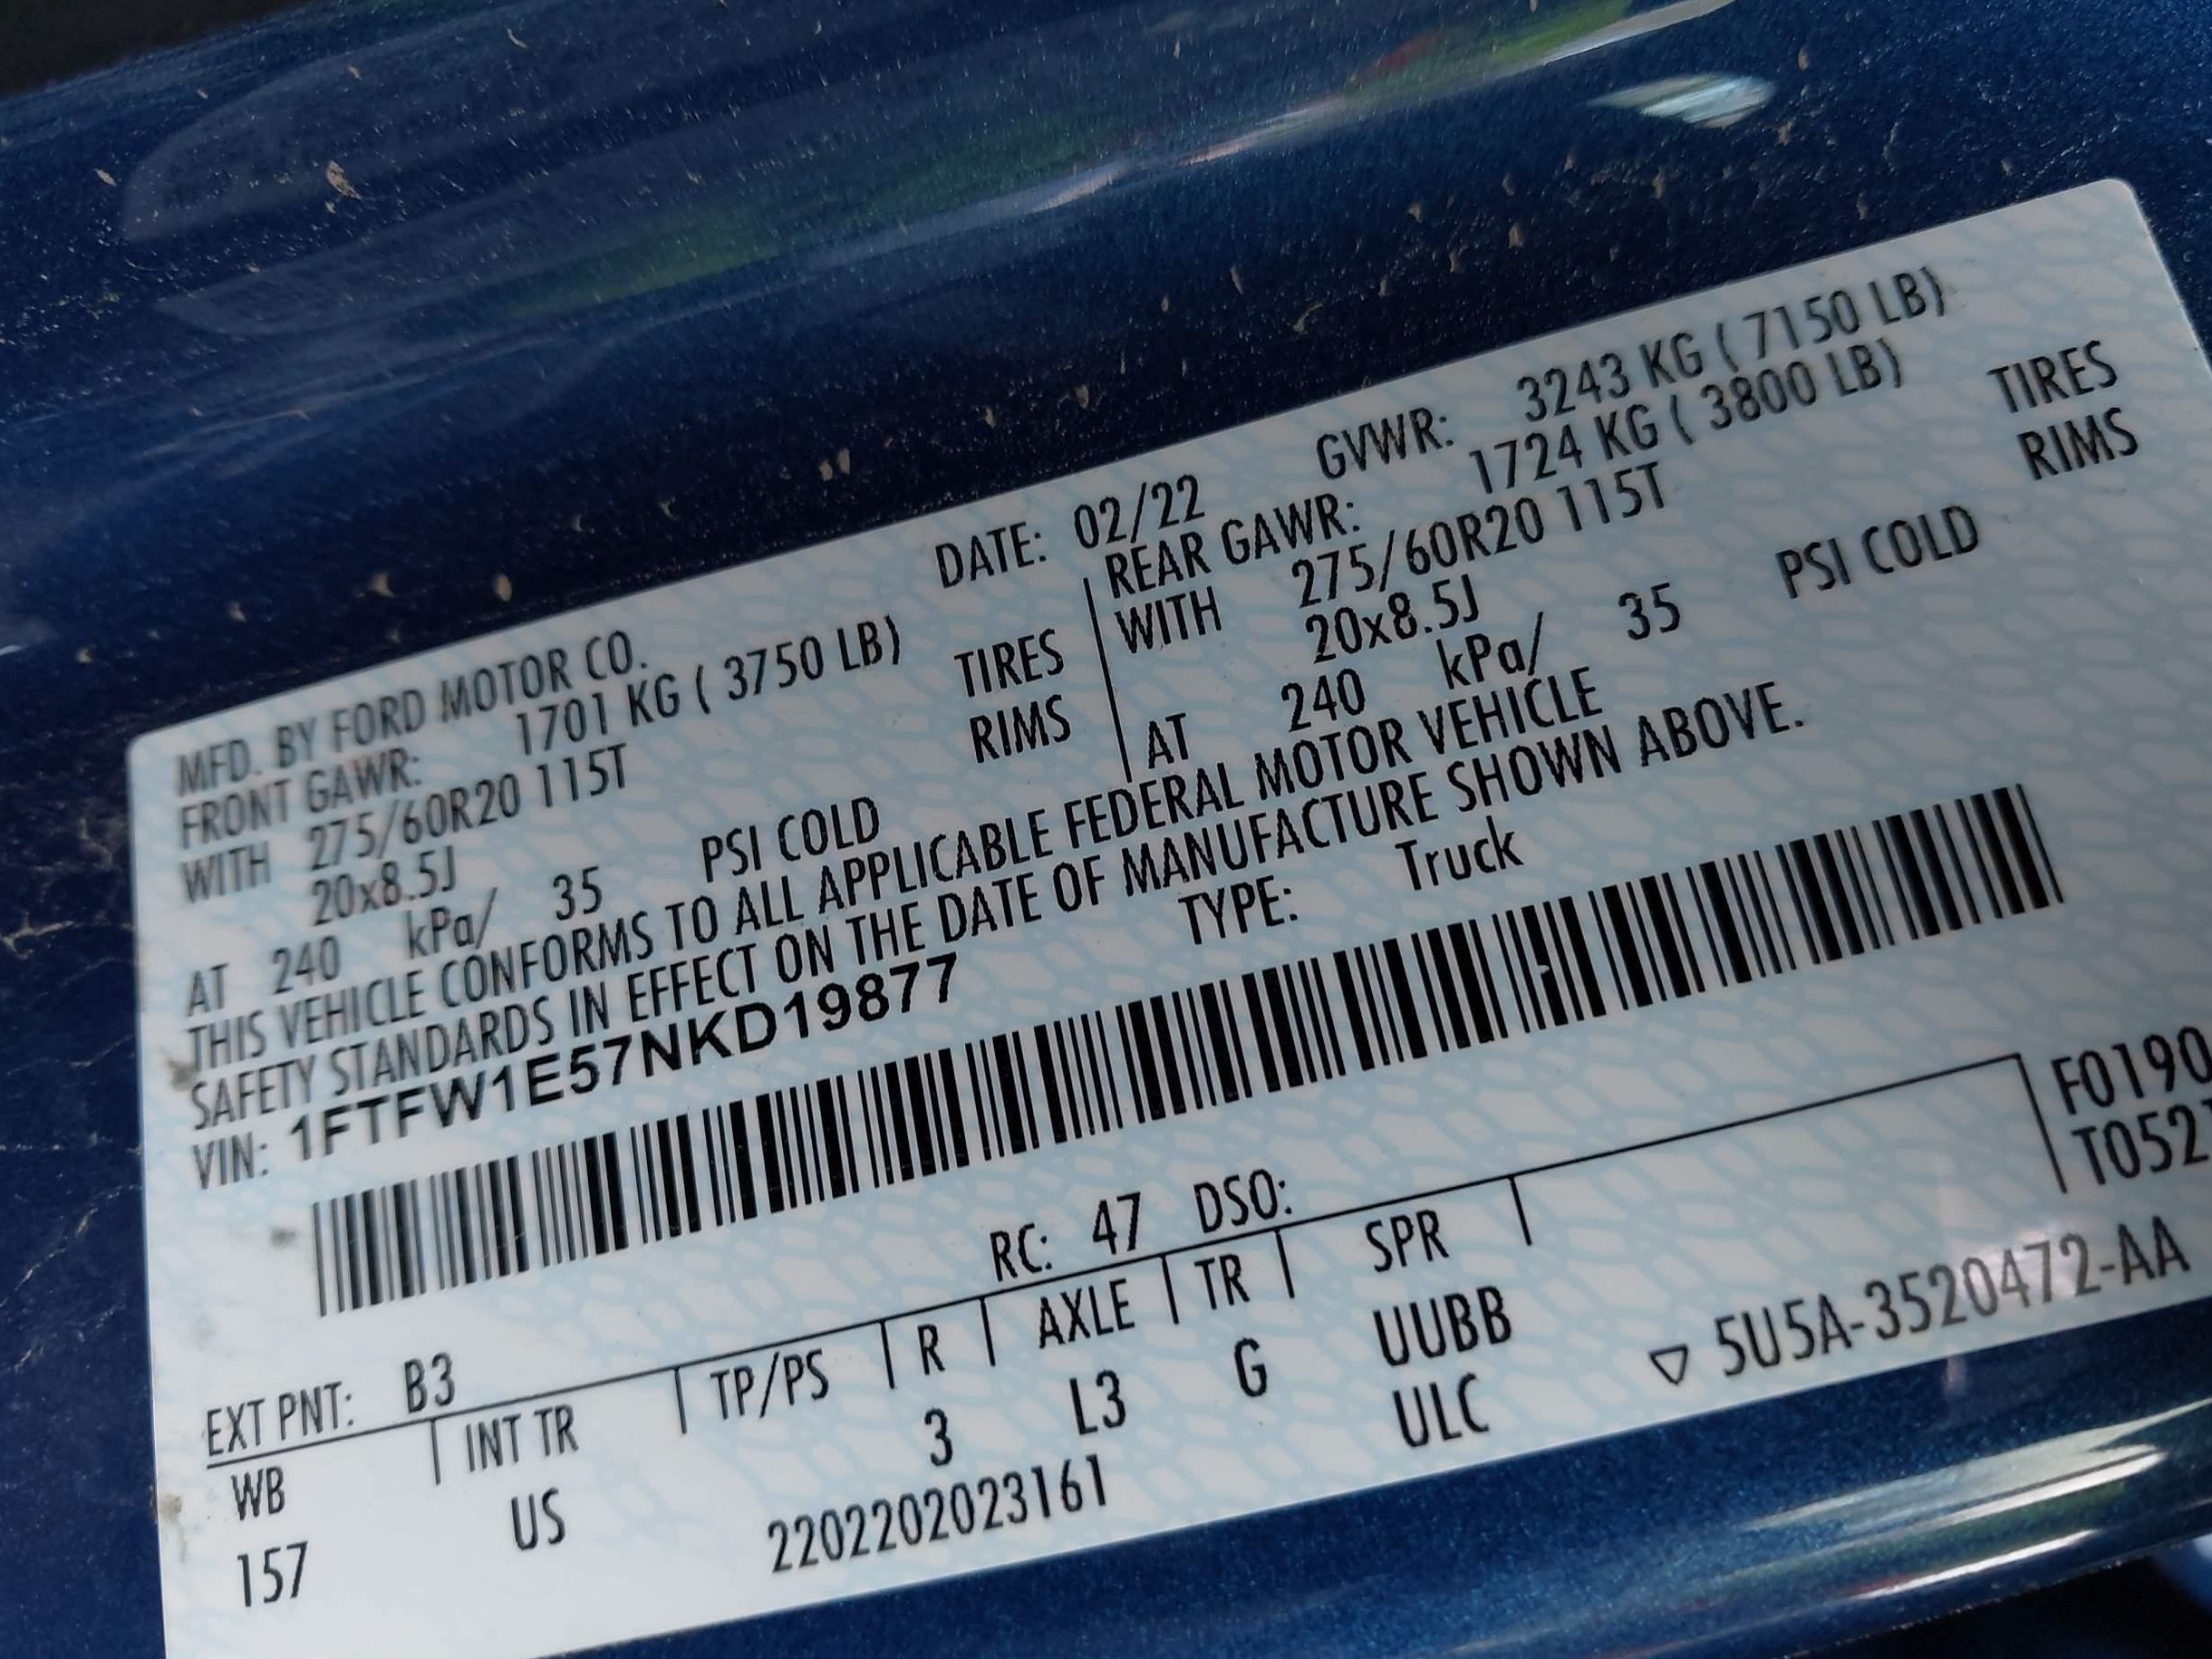 MFD. BY FORD MOTOR CO. DATE: 02/22 GVWR: 3243 KG ( 7150 LB)
FRONT GAWR: 1701 KG ( 3750 LB) REAR GAWR: 1724 KG ( 3800 LB)
WITH 275/60R20 115T TIRES WITH 275/60R20 115T TIRES
20x8.5J RIMS 20x8.5J RIMS
AT 240 kPa/ 35 PSI COLD AT 240 kPa/ 35 PSI COLD
THIS VEHICLE CONFORMS TO ALL APPLICABLE FEDERAL MOTOR VEHICLE
SAFETY STANDARDS IN EFFECT ON THE DATE OF MANUFACTURE SHOWN ABOVE.
VIN: 1FTFW1E57NKD19877 TYPE: Truck
F0190
EXT PNT: B3 RC: 47 DSO: T052
WB INT TR TP/PS R AXLE TR SPR
157 US 3 L3 G UUBB
ULC
2202202023161 ▽ 5U5A-3520472-AA